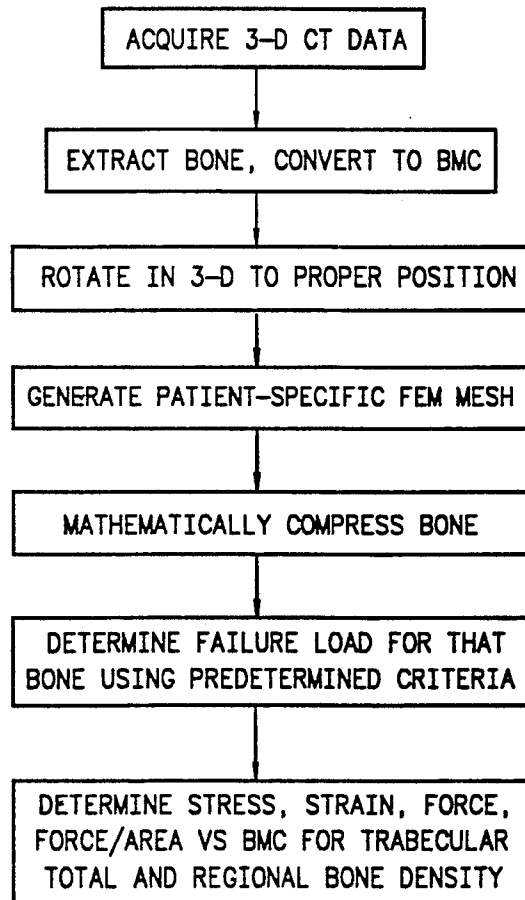 ACQUIRE 3-D CT DATA
EXTRACT BONE, CONVERT TO BMC
ROTATE IN 3-D TO PROPER POSITION
GENERATE PATIENT-SPECIFIC FEM MESH
MATHEMATICALLY COMPRESS BONE
DETERMINE FAILURE LOAD FOR THAT
BONE USING PREDETERMINED CRITERIA
DETERMINE STRESS, STRAIN, FORCE,
FORCE/AREA VS BMC FOR TRABECULAR
TOTAL AND REGIONAL BONE DENSITY